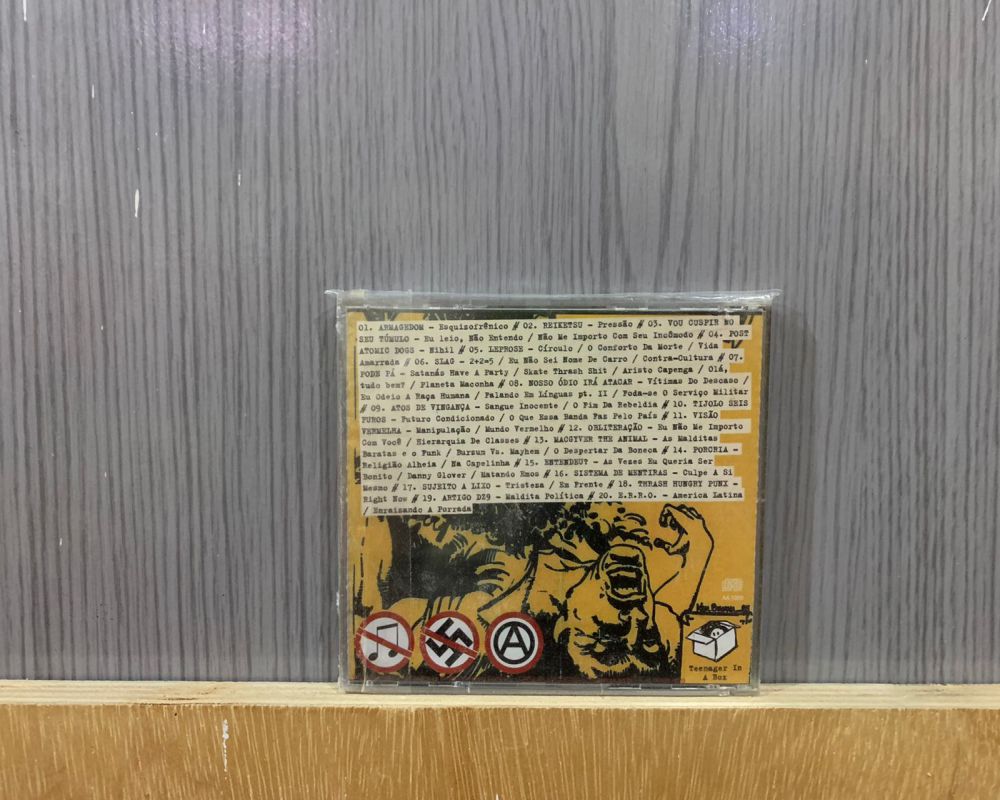 01. ARMAGEDOM - Esquizofrênico # 02. REIKETSU - Pressão # 03. VOU CUSPIR NO
SEU TÚMULO - Eu leio, Não Entendo / Não Me Importo Com Seu Incômodo # 04. POST
ATOMIC DOGS - Nihil # 05. LEPROSE - Círculo / O Conforto Da Morte / Vida
Amarrada # 06. SLAG - 2+2=5 / Eu Não Sei Nome De Carro / Contra-Cultura # 07.
PODE PÁ - Satanás Have A Party / Skate Thrash Shit / Aristo Capenga / Olá,
tudo bem? / Planeta Maconha # 08. NOSSO ÓDIO IRÁ ATACAR - Vítimas Do Descaso /
Eu Odeio A Raça Humana / Falando Em Línguas pt. II / Foda-se O Serviço Militar
# 09. ATOS DE VINGANÇA - Sangue Inocente / O Fim Da Rebeldia # 10. TIJOLO SEIS
FUROS - Futuro Condicionado / O Que Essa Banda Faz Pelo País # 11. VISÃO
VERMELHA - Manipulação / Mundo Vermelho # 12. OBLITERAÇÃO - Eu Não Me Importo
Com Você / Hierarquia De Classes # 13. MACGYVER THE ANIMAL - As Malditas
Baratas e o Funk / Burzum Vs. Mayhem / O Despertar Da Boneca # 14. PORCHIA -
Religião Alheia / Na Capelinha # 15. ENTENDEU? - As Vezes Eu Queria Ser
Bonito / Danny Glover / Matando Emos # 16. SISTEMA DE MENTIRAS - Culpe A Si
Mesmo # 17. SUJEITO A LIXO - Tristeza / Em Frente # 18. THRASH HUNGRY PUNX -
Right Now # 19. ARTIGO DZ9 - Maldita Política # 20. E.R.R.O. - America Latina
/ Enraizando A Porrada
A
Teenager In
A Box